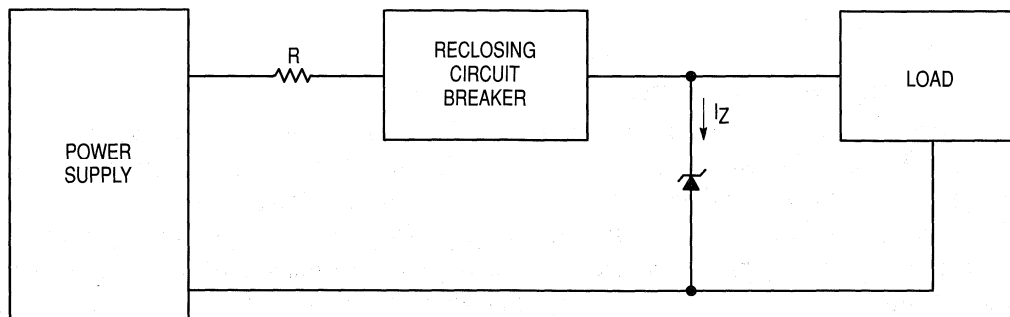 POWER
SUPPLY
R
RECLOSING
CIRCUIT
BREAKER
IZ
LOAD